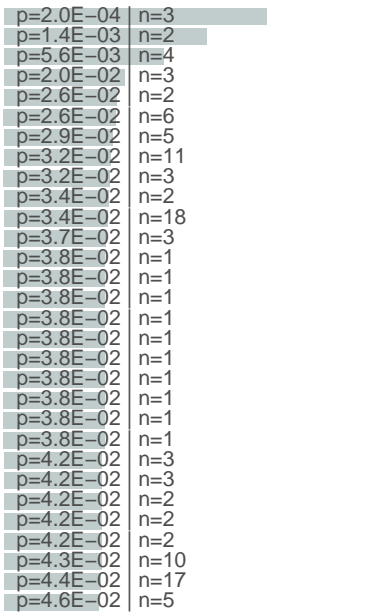 p=2.0E−04 | n=3
p=1.4E−03 | n=2
p=5.6E−03 | n=4
p=2.0E−02 | n=3
p=2.6E−02 | n=2
p=2.6E−02 | n=6
p=2.9E−02 | n=5
p=3.2E−02 | n=11
p=3.2E−02 | n=3
p=3.4E−02 | n=2
p=3.4E−02 | n=18
p=3.7E−02 | n=3
p=3.8E−02 | n=1
p=3.8E−02 | n=1
p=3.8E−02 | n=1
p=3.8E−02 | n=1
p=3.8E−02 | n=1
p=3.8E−02 | n=1
p=3.8E−02 | n=1
p=3.8E−02 | n=1
p=3.8E−02 | n=1
p=3.8E−02 | n=1
p=4.2E−02 | n=3
p=4.2E−02 | n=3
p=4.2E−02 | n=2
p=4.2E−02 | n=2
p=4.2E−02 | n=2
p=4.3E−02 | n=10
p=4.4E−02 | n=17
p=4.6E−02 | n=5